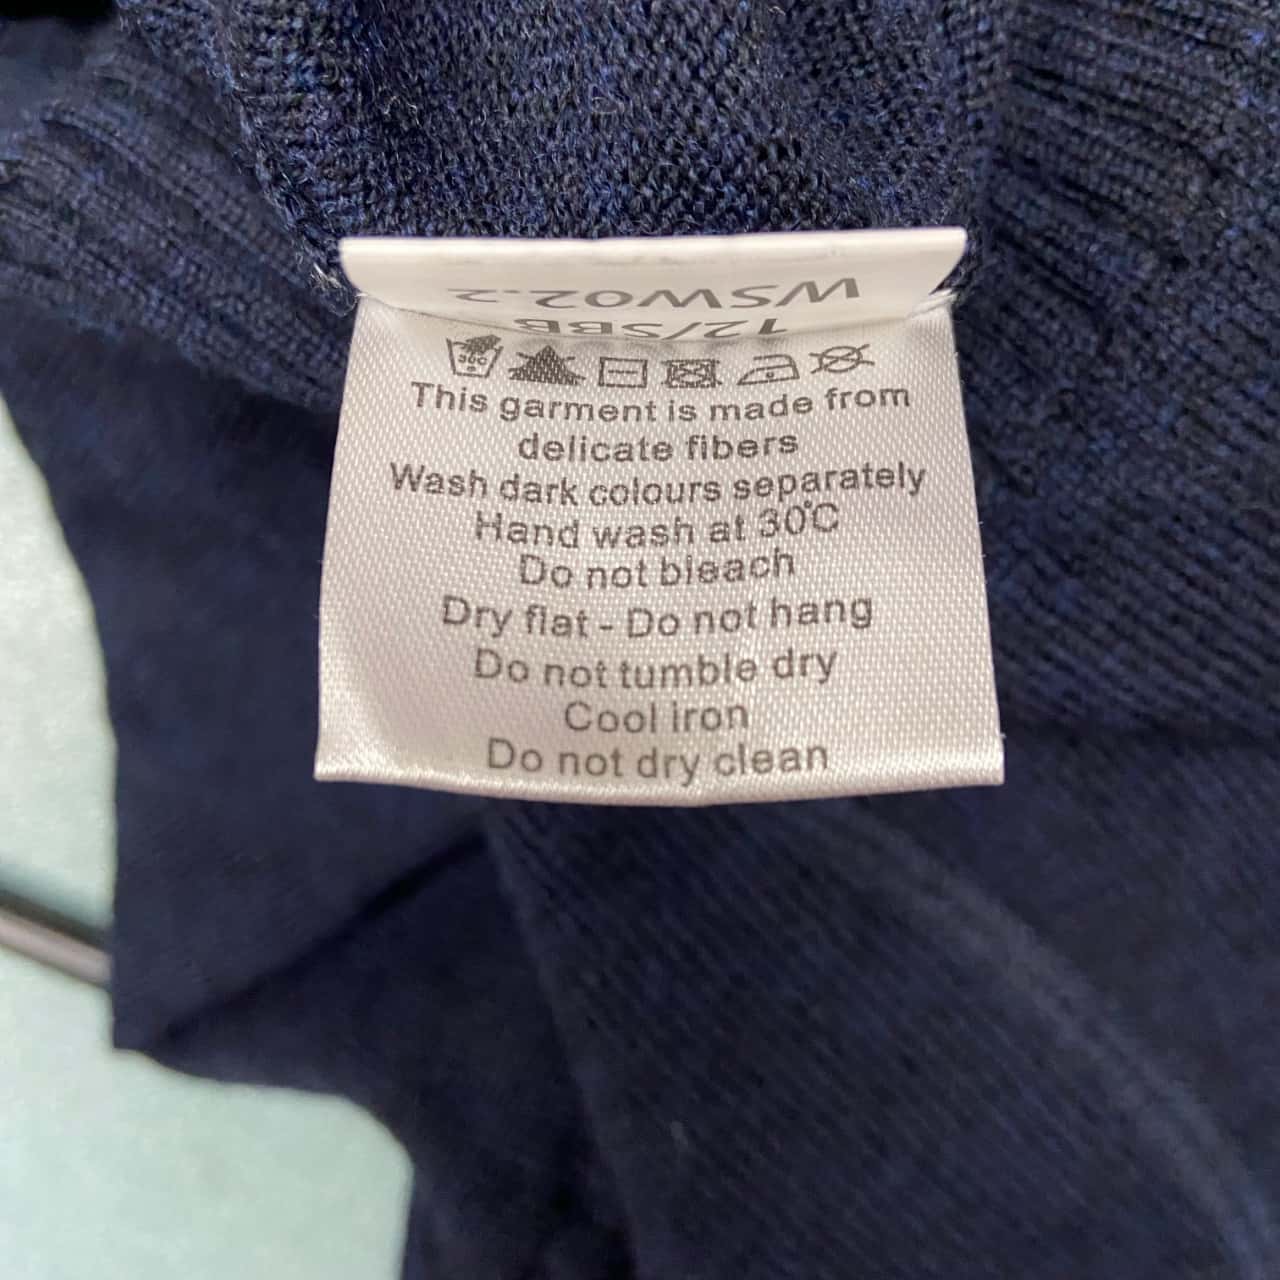 WSW02.2
12/SBB
30C
This garment is made from
delicate fibers
Wash dark colours separately
Hand wash at 30°C
Do not bleach
Dry flat - Do not hang
Do not tumble dry
Cool iron
Do not dry clean